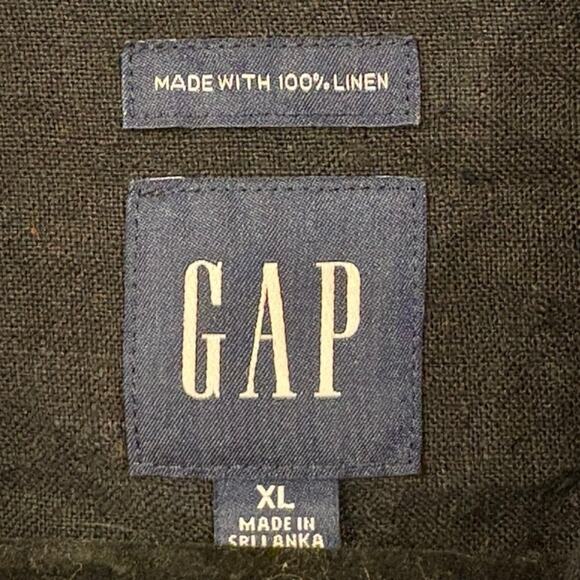 MADE WITH 100% LINEN
GAP
XL
MADE IN
SRI LANKA